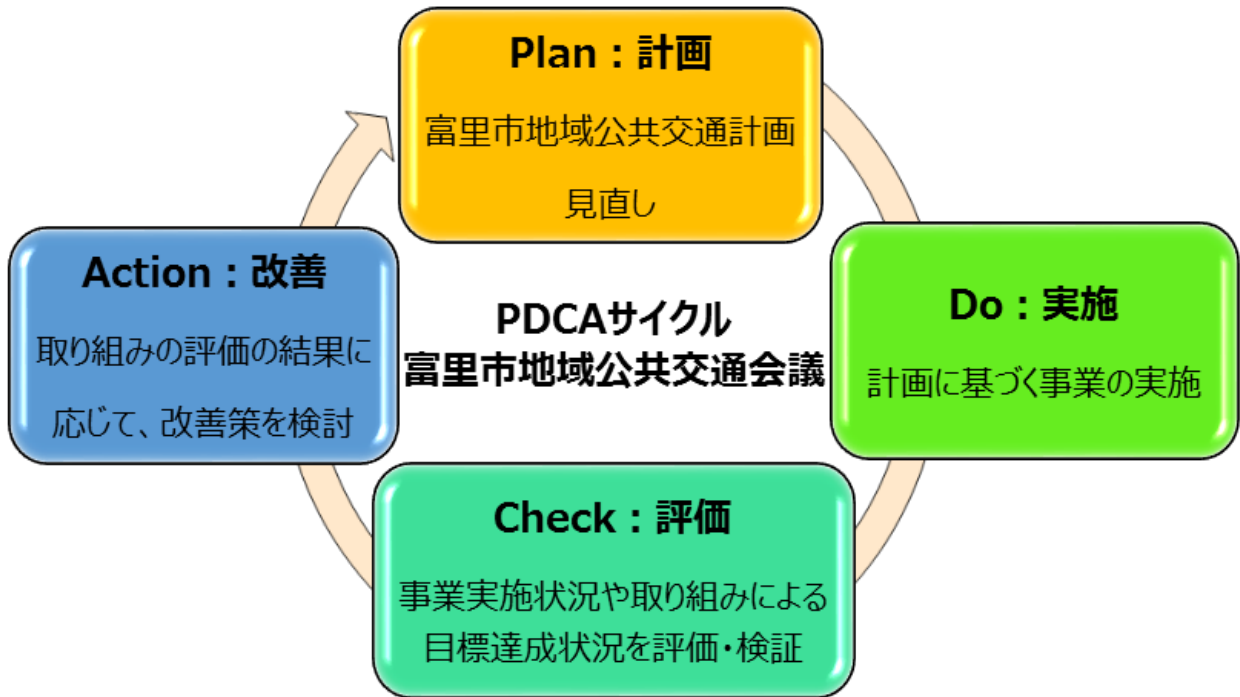 Plan：計画
富里市地域公共交通計画
見直し
Action：改善
取り組みの評価の結果に
応じて、改善策を検討
PDCAサイクル
富里市地域公共交通会議
Do：実施
計画に基づく事業の実施
Check：評価
事業実施状況や取り組みによる
目標達成状況を評価・検証